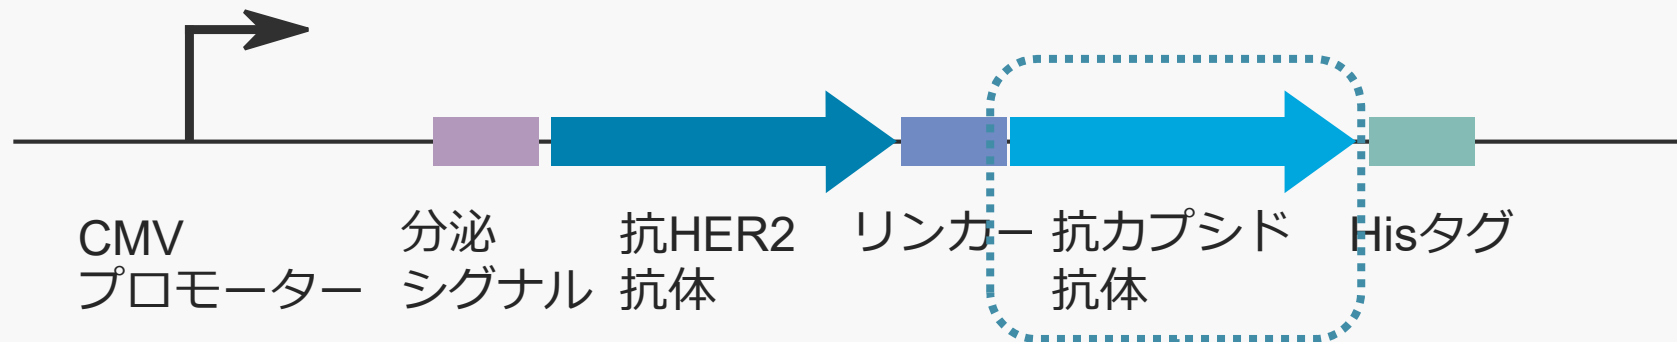 CMV
プロモーター
分泌
シグナル
抗HER2
抗体
リンカー
抗カプシド
抗体
Hisタグ